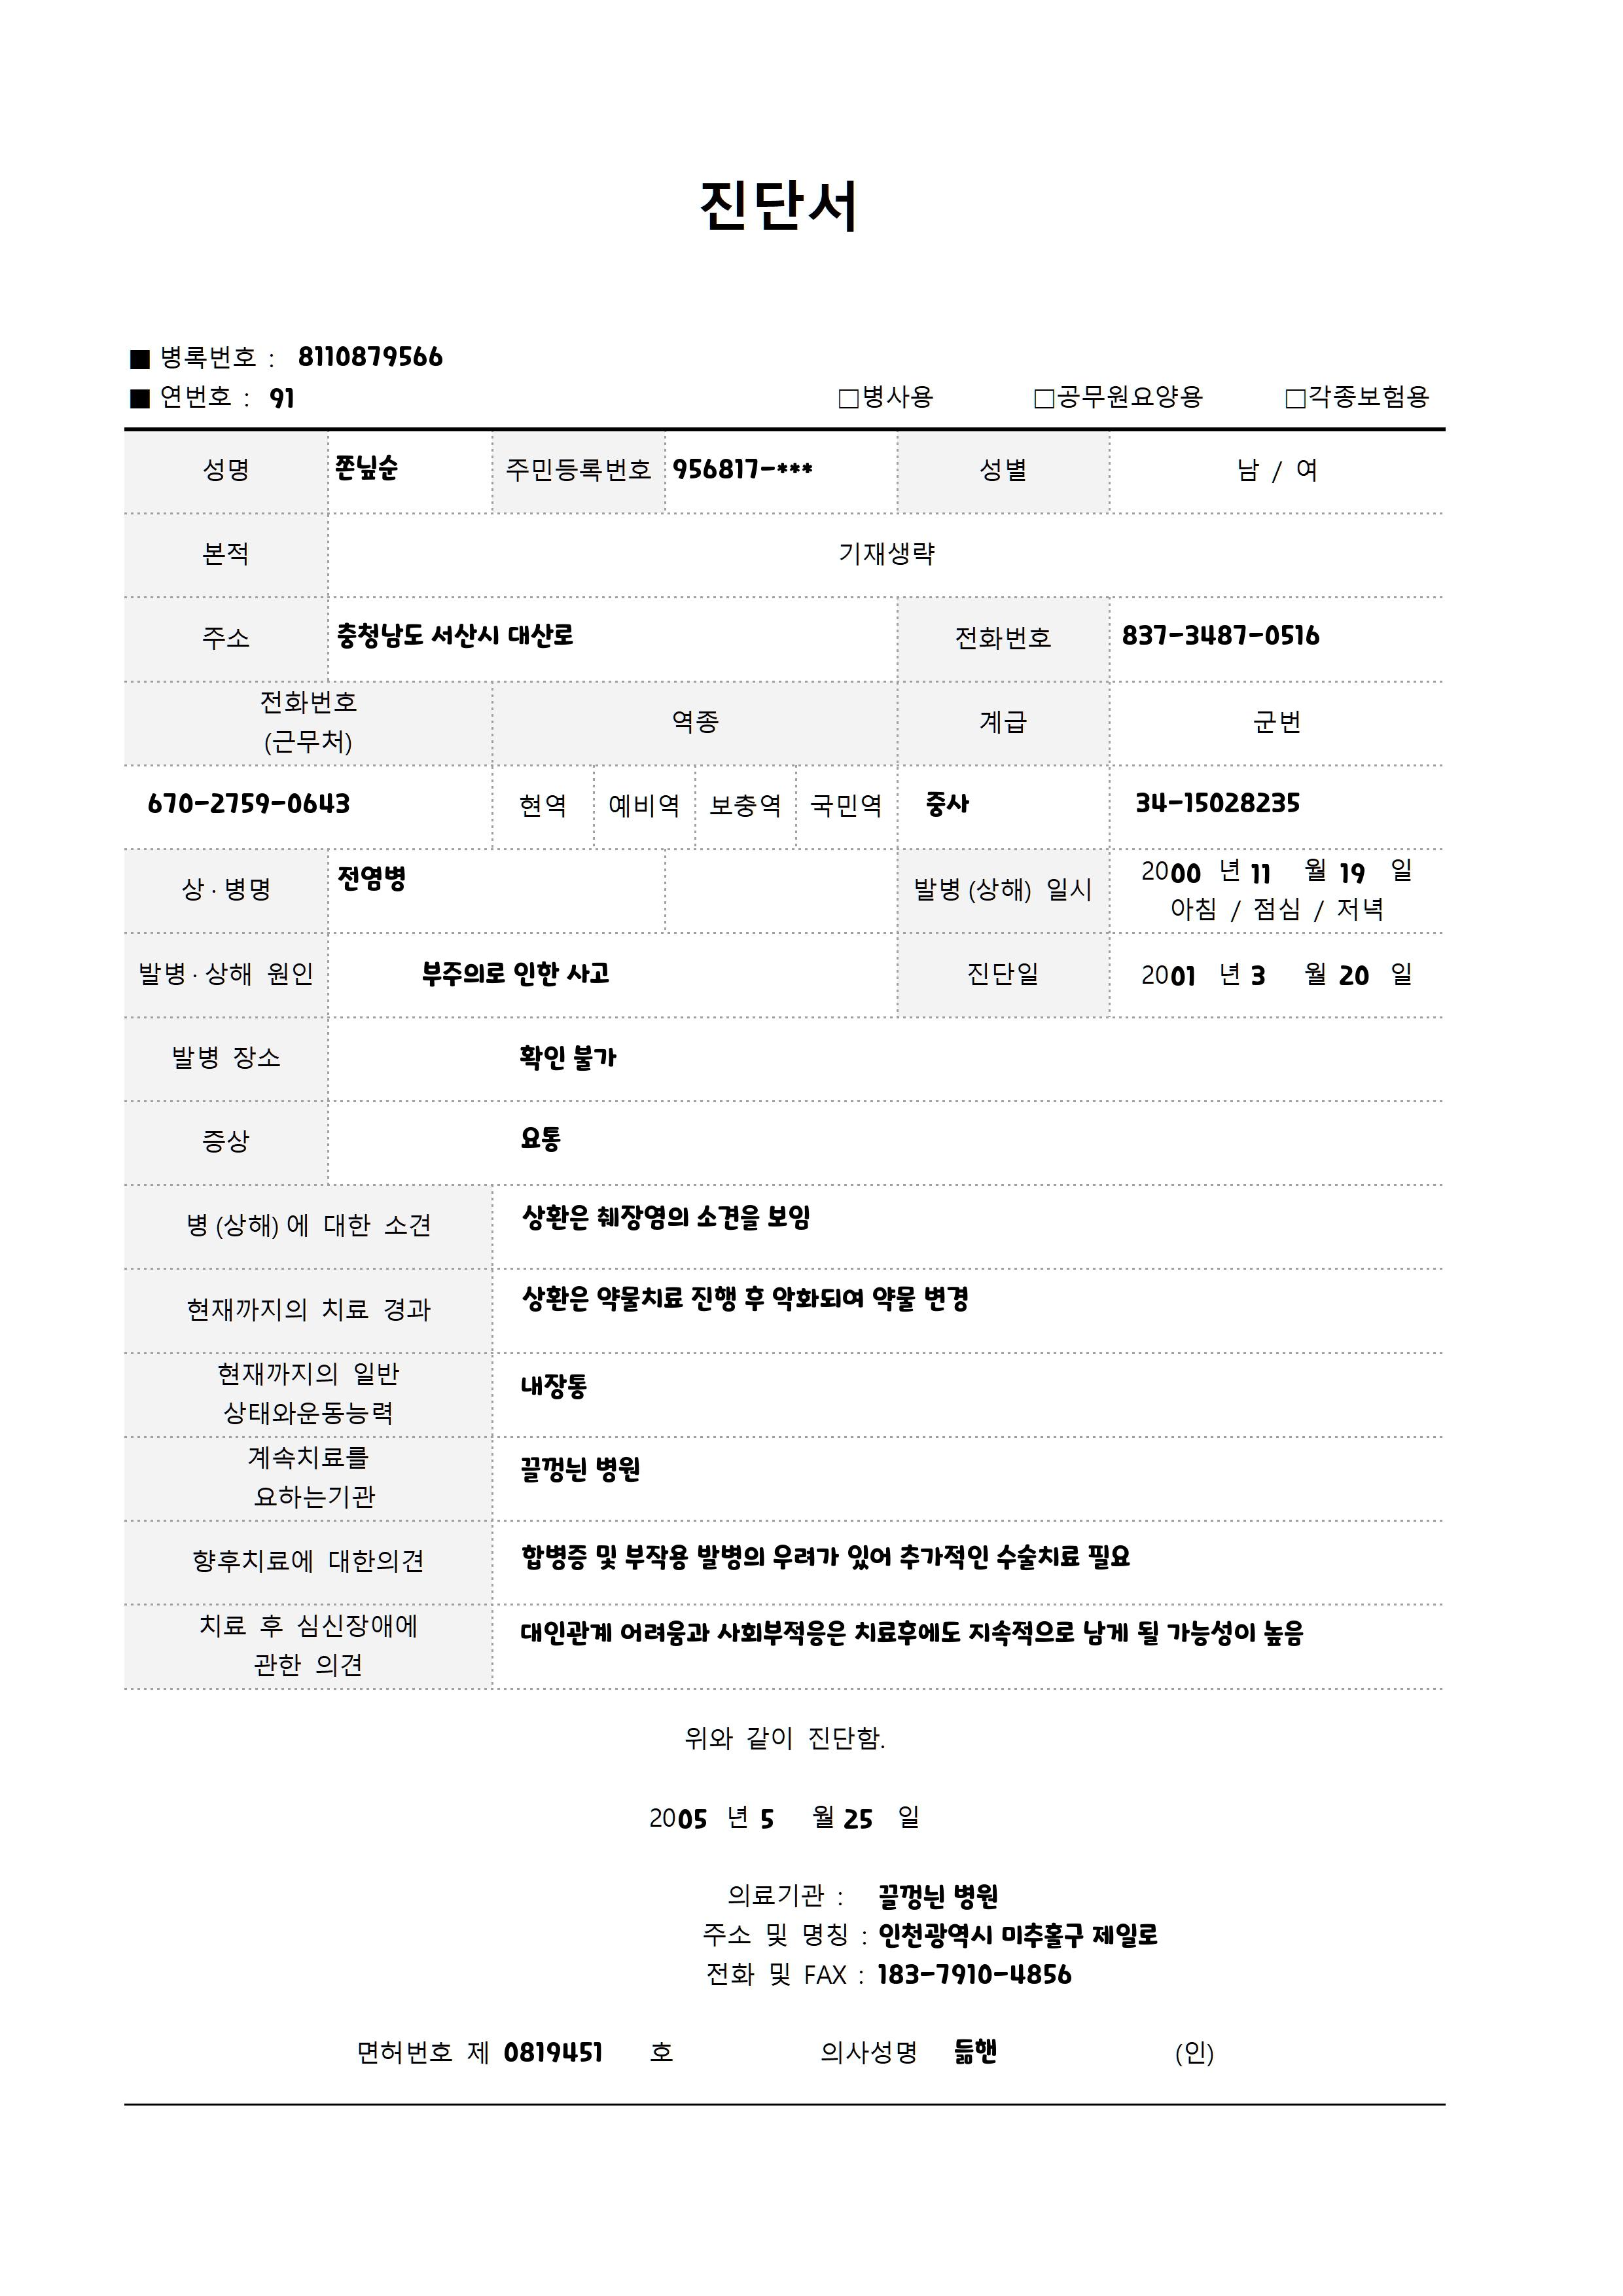 진단서
■ 병록번호 : 8110879566
■ 연번호 : 91 □병사용 □공무원요양용 □각종보험용
성명 쫀닢순 주민등록번호 956817-*** 성별 남 / 여
본적 기재생략
주소 충청남도 서산시 대산로 전화번호 837-3487-0516
전화번호
(근무처) 역종 계급 군번
670-2759-0643 현역 예비역 보충역 국민역 중사 34-15028235
상·병명 전염병 발병(상해) 일시 2000 년 11 월 19 일
아침 / 점심 / 저녁
발병·상해 원인 부주의로 인한 사고 진단일 2001 년 3 월 20 일
발병 장소 확인 불가
증상 요통
병(상해)에 대한 소견 상환은 췌장염의 소견을 보임
현재까지의 치료 경과 상환은 약물치료 진행 후 악화되여 약물 변경
현재까지의 일반
상태와운동능력 내장통
계속치료를
요하는기관 끌껑늰 병원
향후치료에 대한의견 합병증 및 부작용 발병의 우려가 있어 추가적인 수술치료 필요
치료 후 심신장애에
관한 의견 대인관계 어려움과 사회부적응은 치료후에도 지속적으로 남게 될 가능성이 높음
위와 같이 진단함.
2005 년 5 월 25 일
의료기관 : 끌껑늰 병원
주소 및 명칭 : 인천광역시 미추홀구 제일로
전화 및 FAX : 183-7910-4856
면허번호 제 0819451 호 의사성명 듦핸 (인)